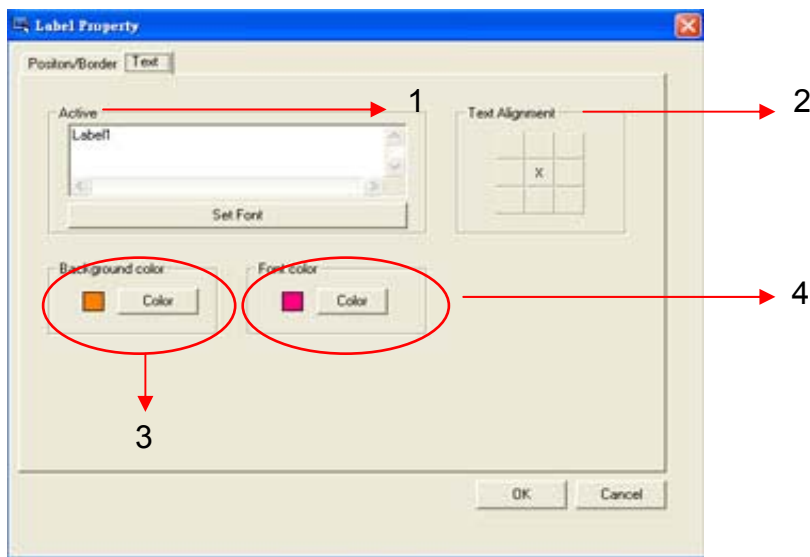 Label Property
Positon/Border Text
Active 1
Text Alignment 2
Label1
X
Set Font
Background color Font color
Color Color 4
3
OK Cancel